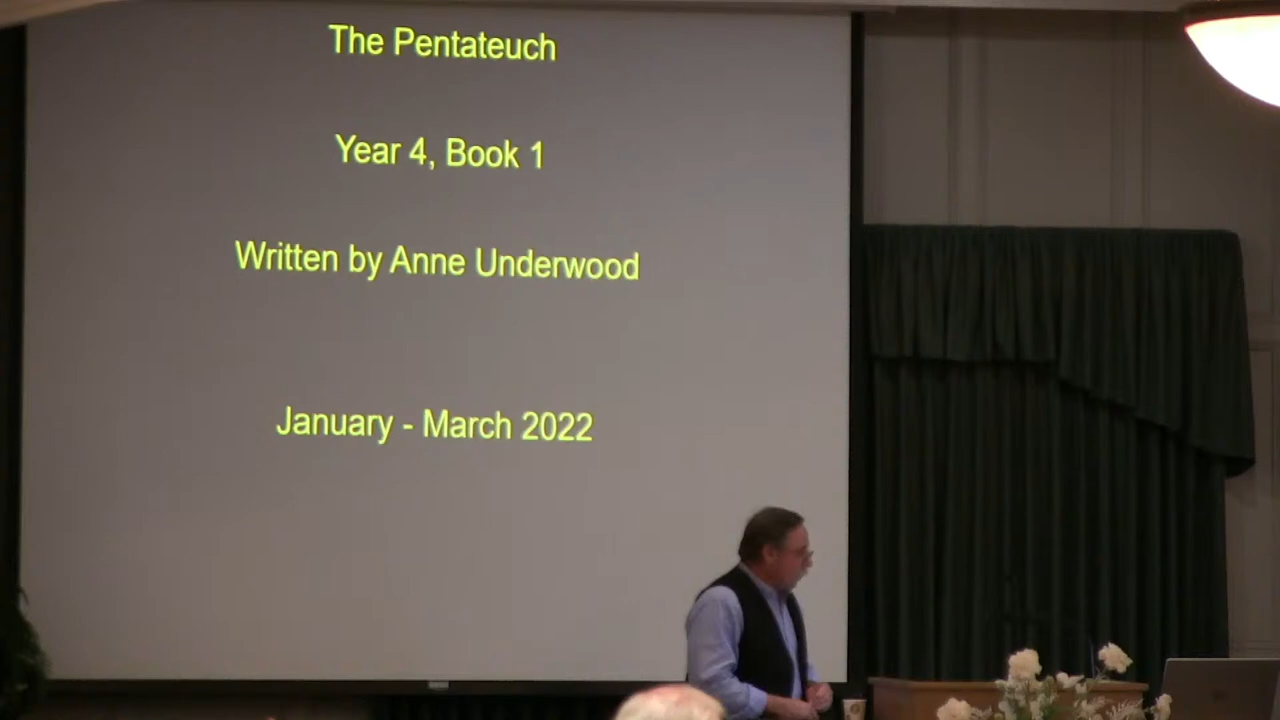 The Pentateuch
Year 4, Book 1
Written by Anne Underwood
January - March 2022